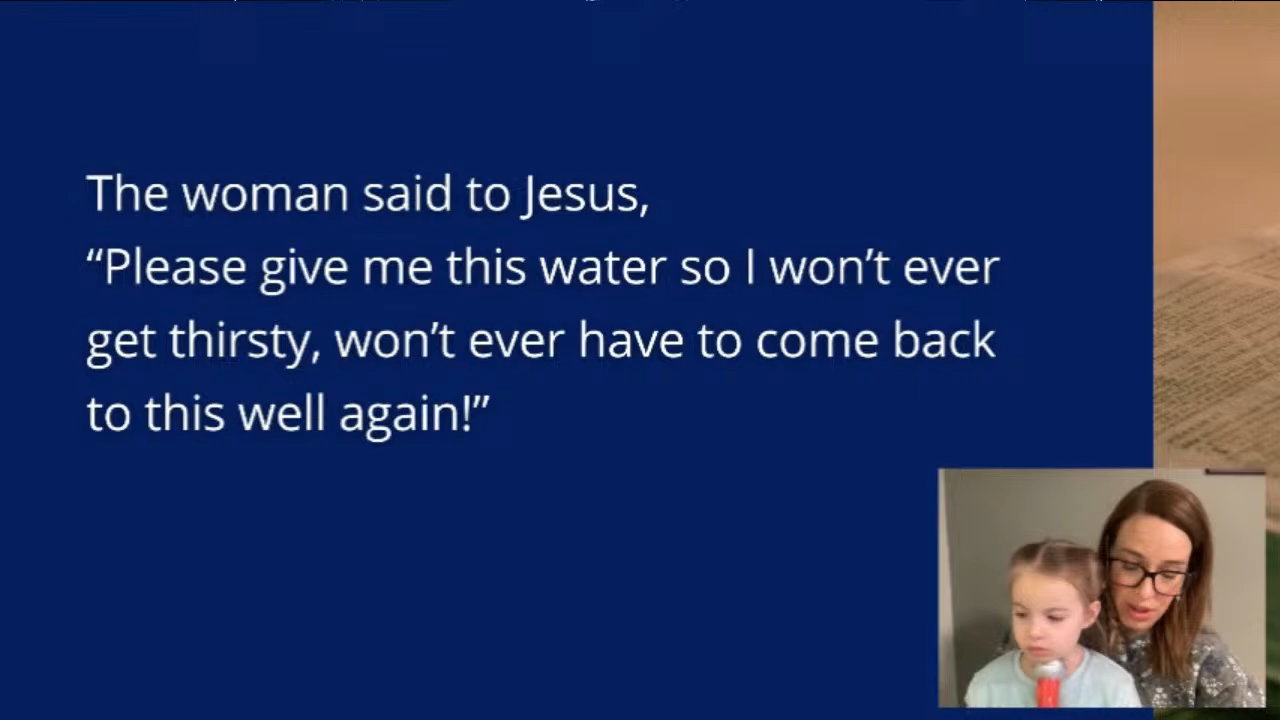 The woman said to Jesus,
“Please give me this water so I won’t ever
get thirsty, won’t ever have to come back
to this well again!”